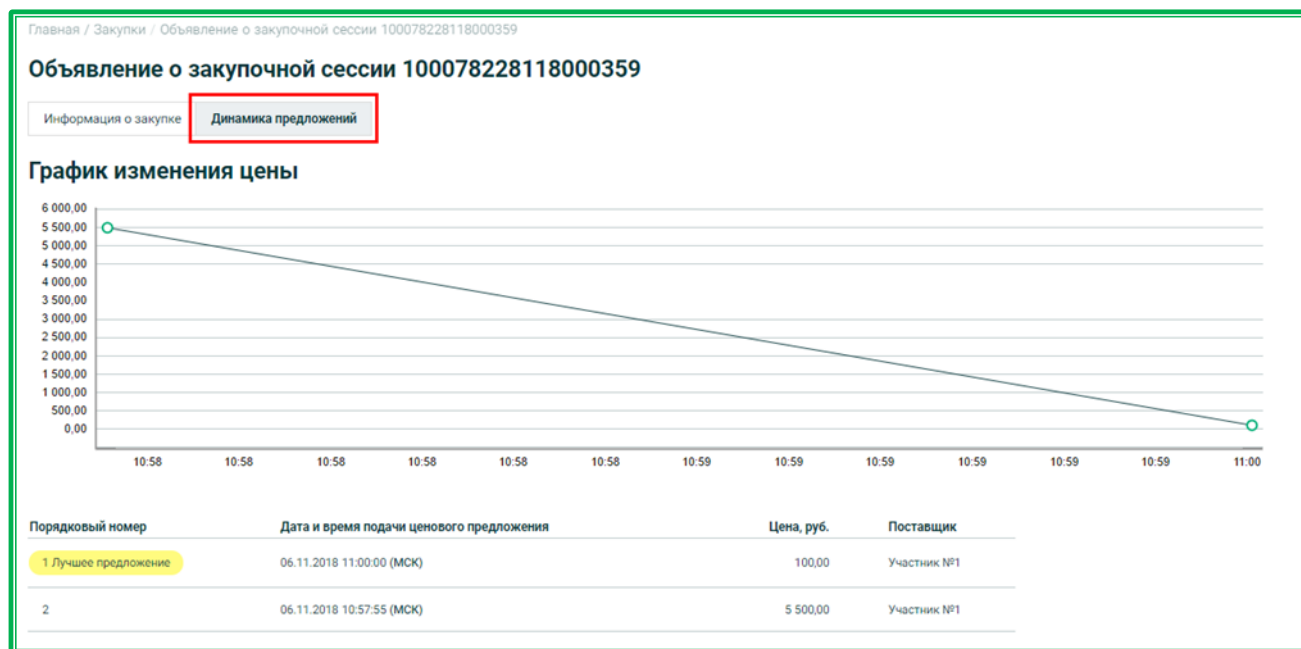 Главная / Закупки / Объявление о закупочной сессии 100078228118000359
Объявление о закупочной сессии 100078228118000359
Информация о закупке Динамика предложений
График изменения цены
6 000,00
5 500,00
5 000,00
4 500,00
4 000,00
3 500,00
3 000,00
2 500,00
2 000,00
1 500,00
1 000,00
500,00
0,00
10:58 10:58 10:58 10:58 10:58 10:58 10:59 10:59 10:59 10:59 10:59 10:59 11:00
Порядковый номер Дата и время подачи ценового предложения Цена, руб. Поставщик
1 Лучшее предложение 06.11.2018 11:00:00 (МСК) 100,00 Участник №1
2 06.11.2018 10:57:55 (МСК) 5 500,00 Участник №1